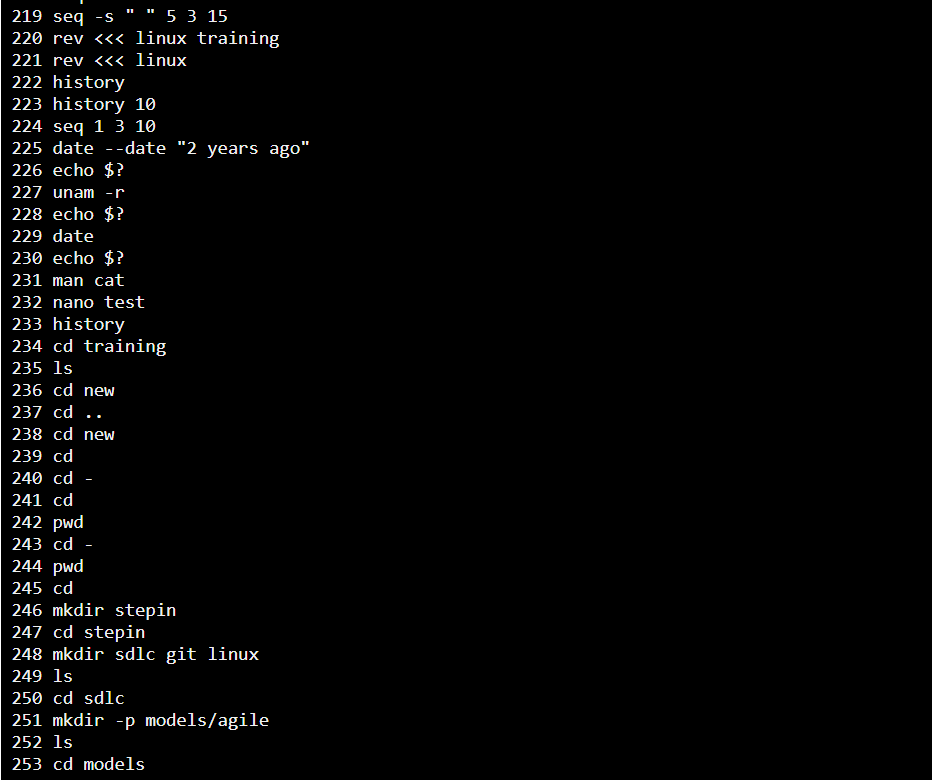 219 seq -s " " 5 3 15
220 rev <<< linux training
221 rev <<< linux
222 history
223 history 10
224 seq 1 3 10
225 date --date "2 years ago"
226 echo $?
227 unam -r
228 echo $?
229 date
230 echo $?
231 man cat
232 nano test
233 history
234 cd training
235 ls
236 cd new
237 cd ..
238 cd new
239 cd
240 cd -
241 cd
242 pwd
243 cd -
244 pwd
245 cd
246 mkdir stepin
247 cd stepin
248 mkdir sdlc git linux
249 ls
250 cd sdlc
251 mkdir -p models/agile
252 ls
253 cd models